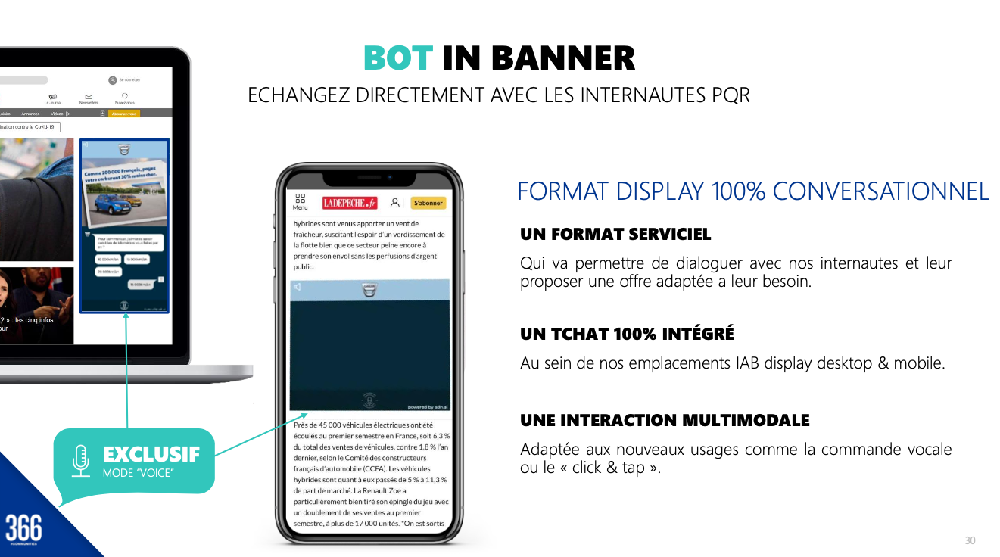 BOT IN BANNER
ECHANGEZ DIRECTEMENT AVEC LES INTERNAUTES PQR
Se connecter
Le Journal
Newsletters
Suivez-nous
Loisirs
Annonces
Vidéos
Abonnez-vous
ination contre le Covid-19
Comme 200 000 Français, payez
votre carburant 30% moins cher.
? » : les cinq infos
our
Menu
LADEPECHE.fr
S'abonner
hybrides sont venus apporter un vent de
fraîcheur, suscitant l'espoir d'un verdissement de
la flotte bien que ce secteur peine encore à
prendre son envol sans les perfusions d'argent
public.
powered by adn.ai
Près de 45 000 véhicules électriques ont été
écoulés au premier semestre en France, soit 6,3 %
du total des ventes de véhicules, contre 1,8 % l'an
dernier, selon le Comité des constructeurs
français d'automobile (CCFA). Les véhicules
hybrides sont quant à eux passés de 5 % à 11,3 %
de part de marché. La Renault Zoe a
particulièrement bien tiré son épingle du jeu avec
un doublement de ses ventes au premier
semestre, à plus de 17 000 unités. "On est sortis
EXCLUSIF
MODE "VOICE"
366
#COMMUNITIES
FORMAT DISPLAY 100% CONVERSATIONNEL
UN FORMAT SERVICIEL
Qui va permettre de dialoguer avec nos internautes et leur
proposer une offre adaptée a leur besoin.
UN TCHAT 100% INTÉGRÉ
Au sein de nos emplacements IAB display desktop & mobile.
UNE INTERACTION MULTIMODALE
Adaptée aux nouveaux usages comme la commande vocale
ou le « click & tap ».
30